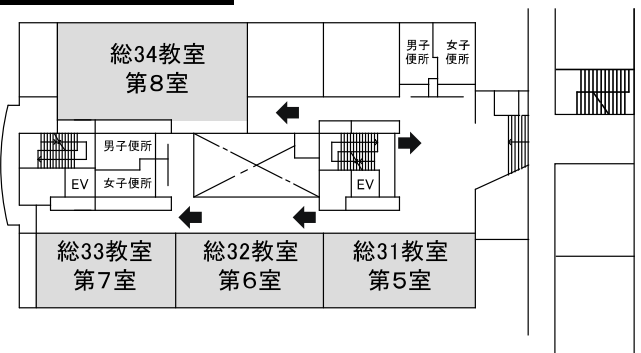 総34教室
第8室
男子
便所
女子
便所
男子便所
EV
女子便所
EV
総33教室
第7室
総32教室
第6室
総31教室
第5室